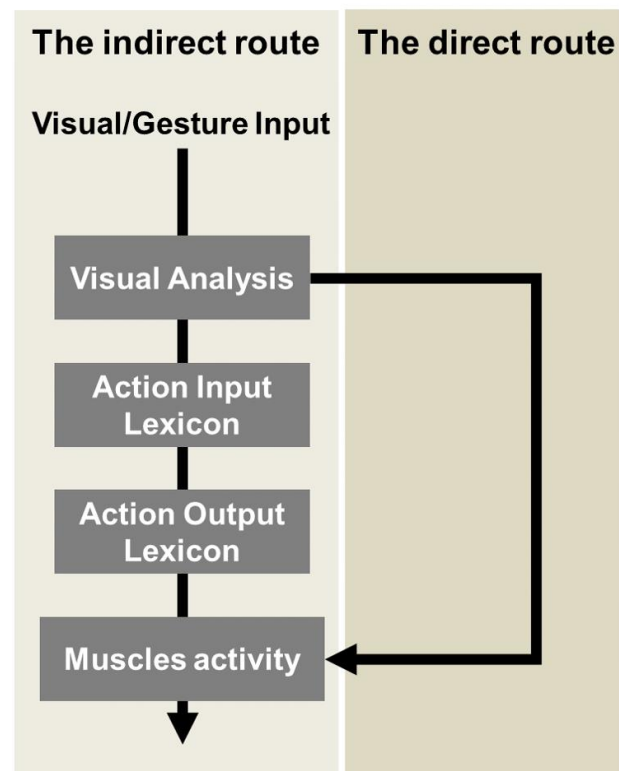 The indirect route
The direct route
Visual/Gesture Input
Visual Analysis
Action Input
Lexicon
Action Output
Lexicon
Muscles activity